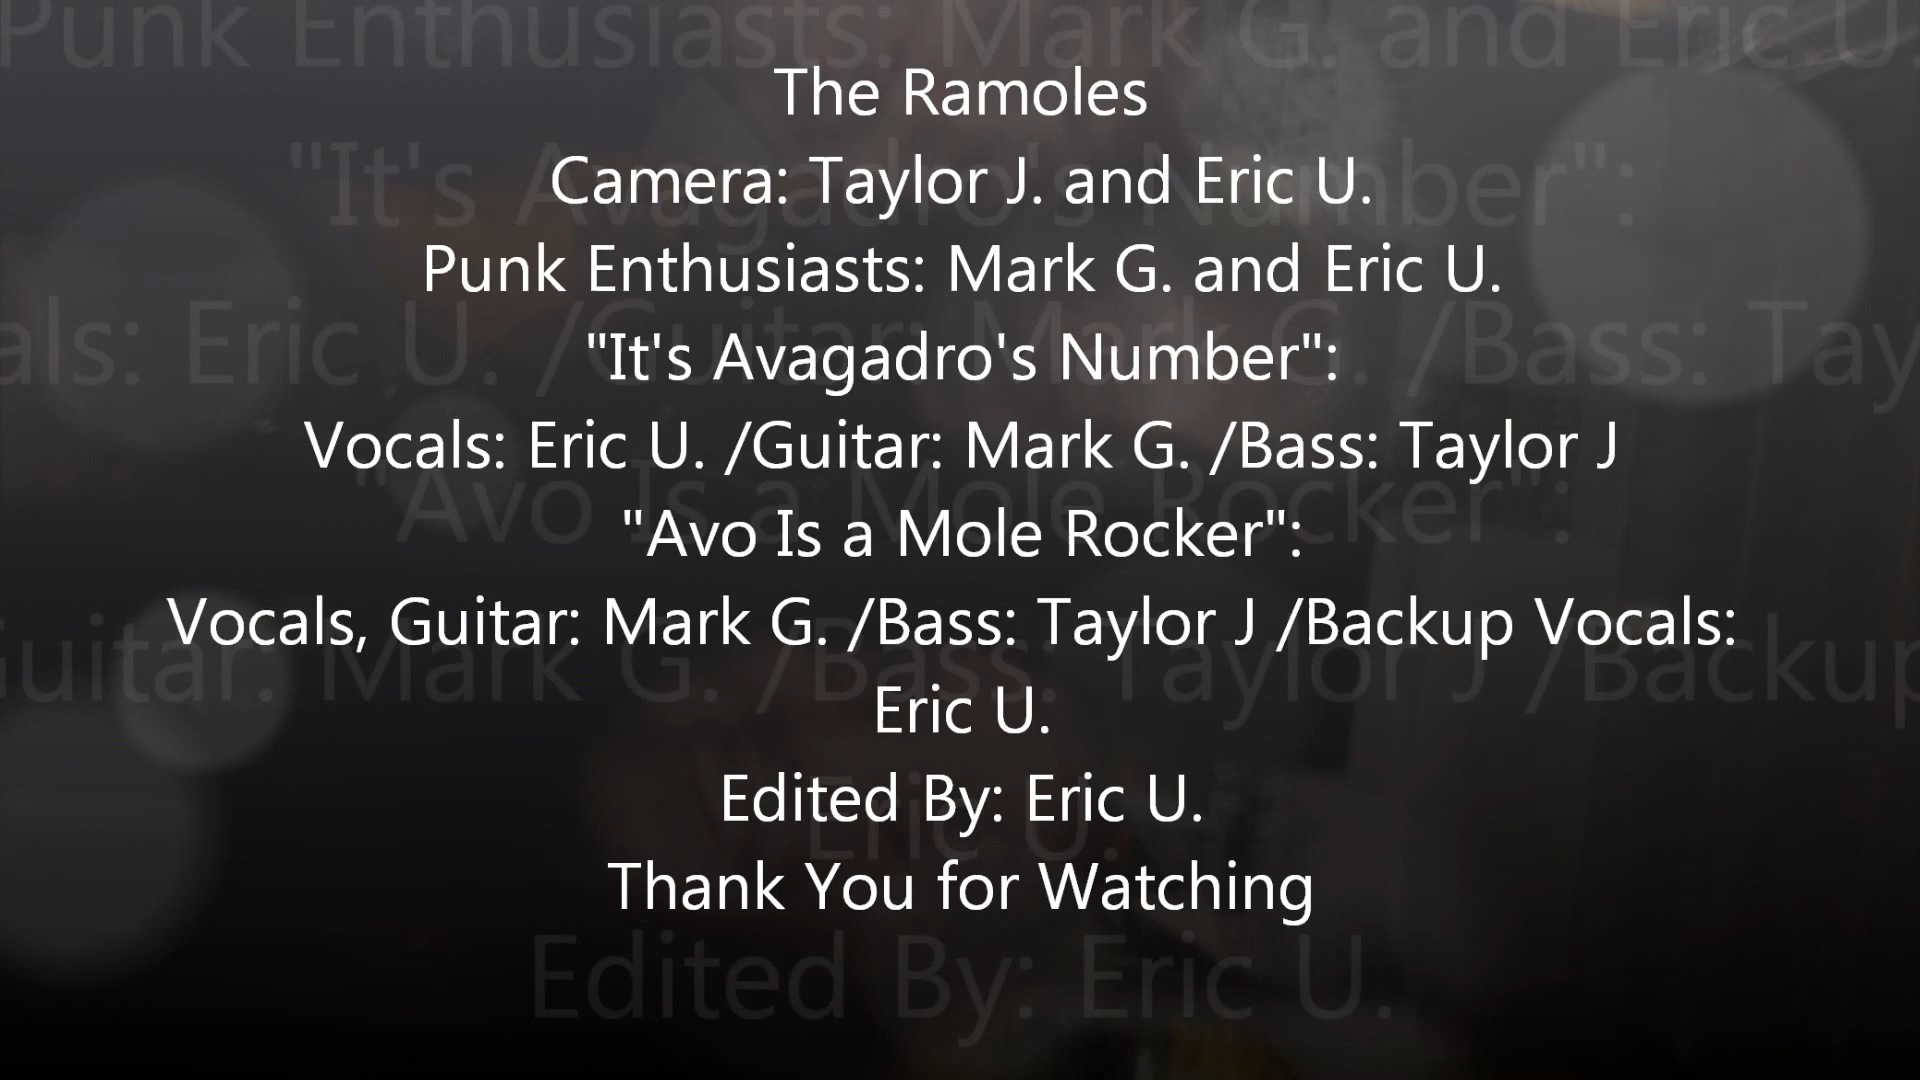 The Ramoles
Camera: Taylor J. and Eric U.
Punk Enthusiasts: Mark G. and Eric U.
"It's Avagadro's Number":
Vocals: Eric U. /Guitar: Mark G. /Bass: Taylor J
"Avo Is a Mole Rocker":
Vocals, Guitar: Mark G. /Bass: Taylor J /Backup Vocals:
Eric U.
Edited By: Eric U.
Thank You for Watching